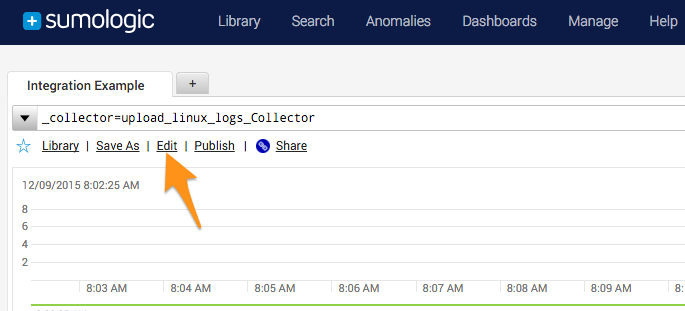 sumologic Library Search Anomalies Dashboards Manage Help
Integration Example +
_collector=upload_linux_logs_Collector
Library | Save As | Edit | Publish | Share
12/09/2015 8:02:25 AM
8
6
4
2
8:03 AM 8:04 AM 8:05 AM 8:06 AM 8:07 AM 8:08 AM 8:09 AM